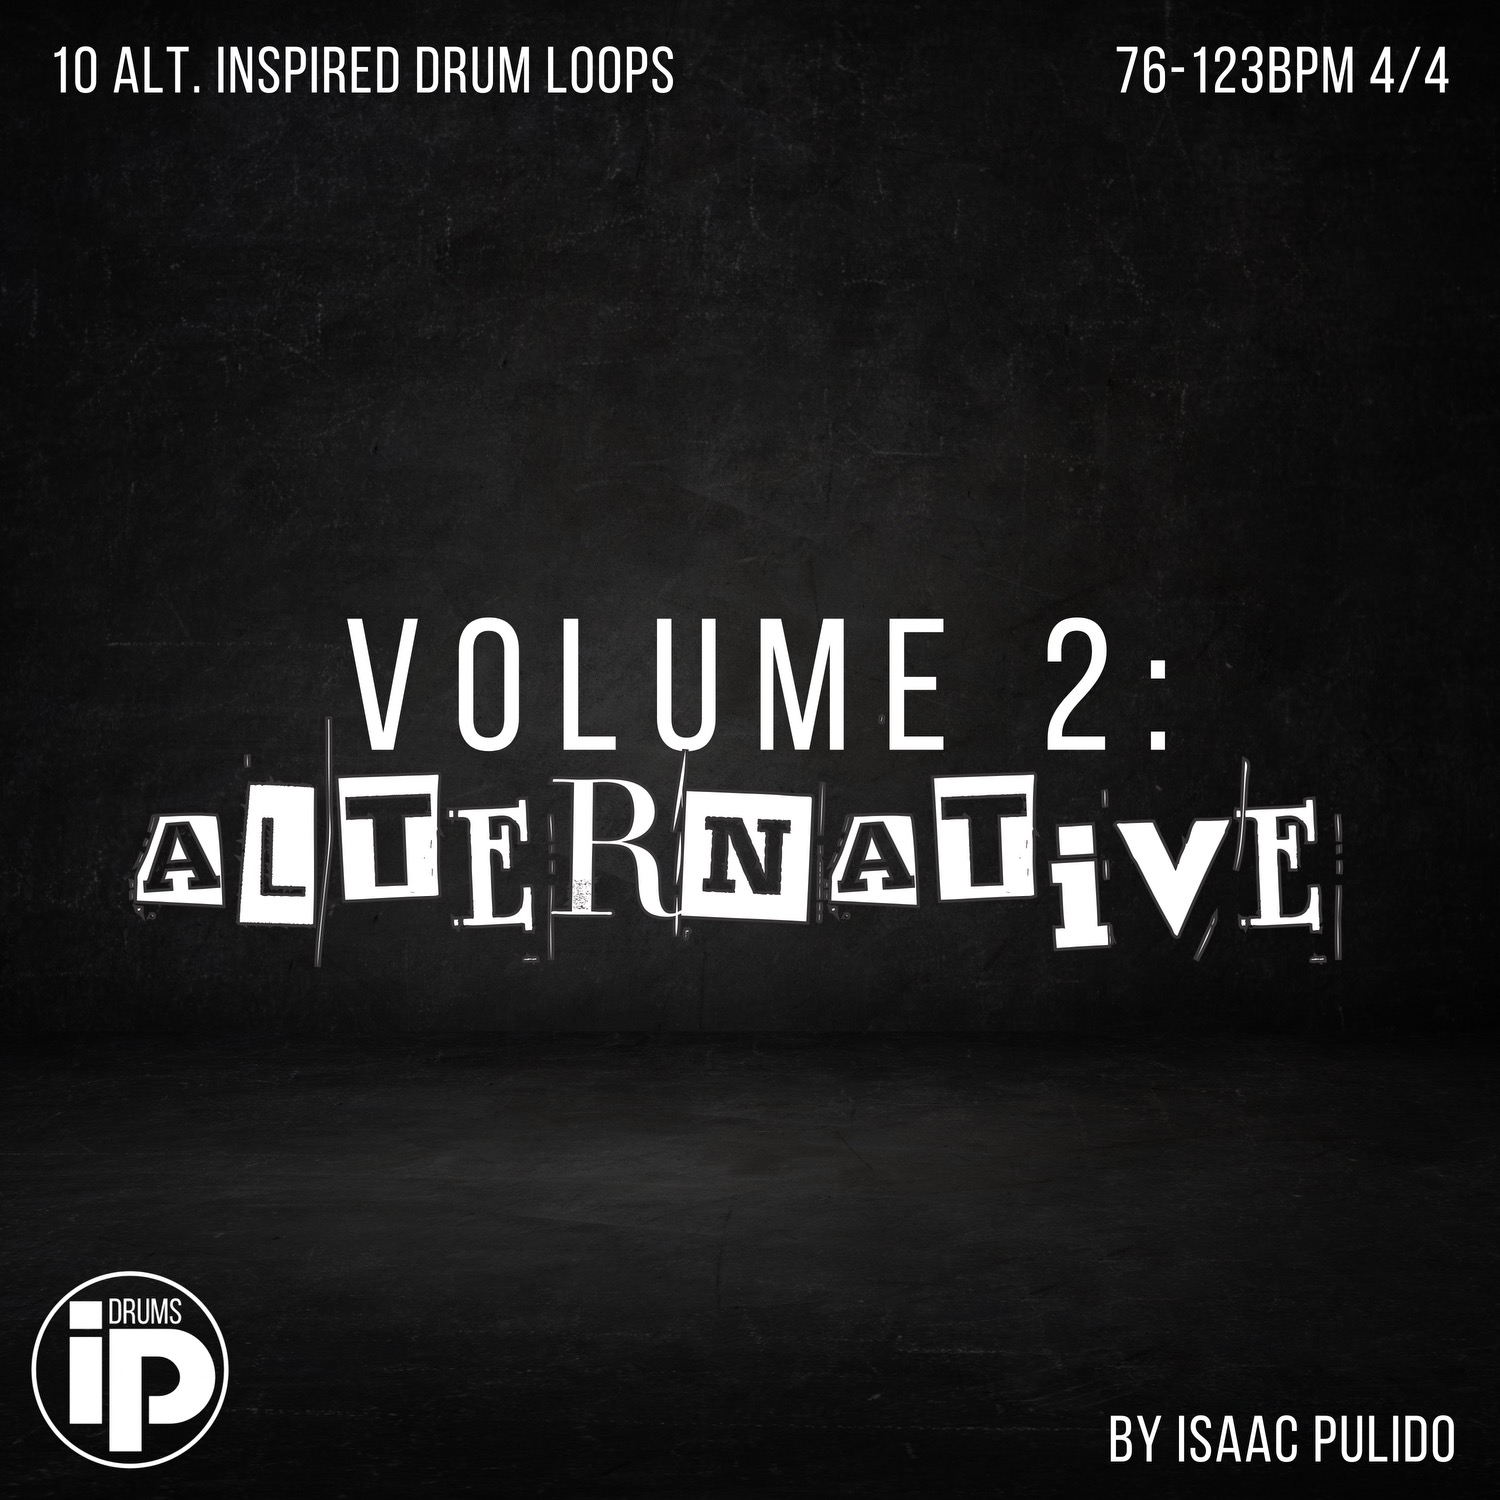 10 ALT. INSPIRED DRUM LOOPS
76-123BPM 4/4
VOLUME 2:
ALTERNATiVE
DRUMS
iP
BY ISAAC PULIDO